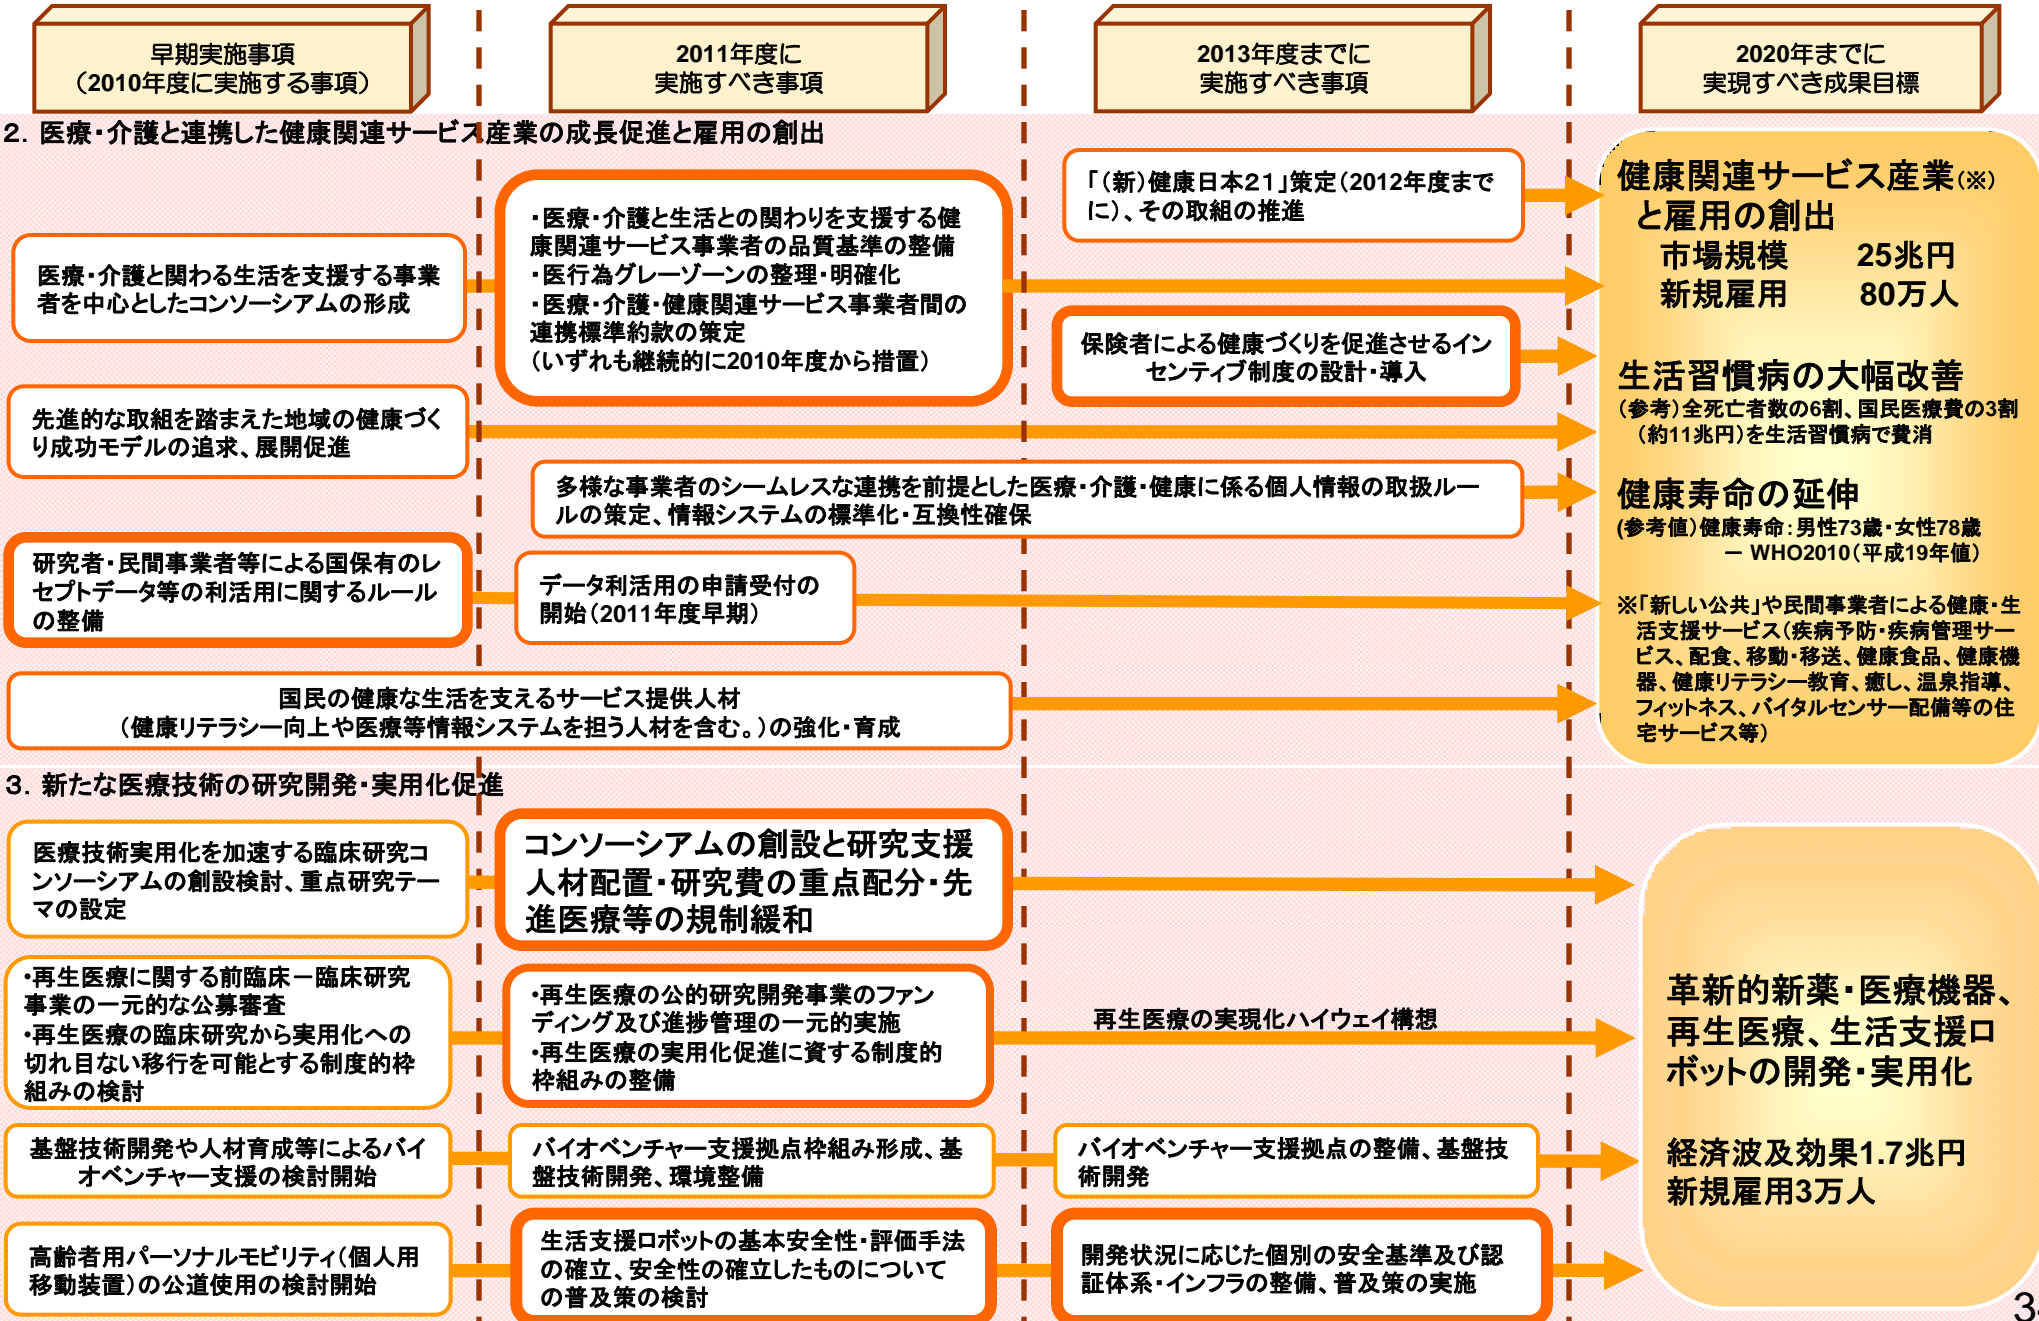 早期実施事項
（2010年度に実施する事項）
2011年度に
実施すべき事項
2013年度までに
実施すべき事項
2020年までに
実現すべき成果目標
２．医療・介護と連携した健康関連サービス産業の成長促進と雇用の創出
医療・介護と関わる生活を支援する事業
者を中心としたコンソーシアムの形成
・医療・介護と生活との関わりを支援する健
康関連サービス事業者の品質基準の整備
・医行為グレーゾーンの整理・明確化
・医療・介護・健康関連サービス事業者間の
連携標準約款の策定
（いずれも継続的に2010年度から措置）
「（新）健康日本２１」策定（2012年度まで
に）、その取組の推進
保険者による健康づくりを促進させるイン
センティブ制度の設計・導入
先進的な取組を踏まえた地域の健康づく
り成功モデルの追求、展開促進
多様な事業者のシームレスな連携を前提とした医療・介護・健康に係る個人情報の取扱ルー
ルの策定、情報システムの標準化・互換性確保
研究者・民間事業者等による国保有のレ
セプトデータ等の利活用に関するルール
の整備
データ利活用の申請受付の
開始（2011年度早期）
国民の健康な生活を支えるサービス提供人材
（健康リテラシー向上や医療等情報システムを担う人材を含む。）の強化・育成
健康関連サービス産業（※）
と雇用の創出
市場規模　25兆円
新規雇用　80万人
生活習慣病の大幅改善
（参考）全死亡者数の6割、国民医療費の3割
（約11兆円）を生活習慣病で費消
健康寿命の延伸
(参考値）健康寿命：男性73歳・女性78歳
－ WHO2010（平成19年値）
※「新しい公共」や民間事業者による健康・生
活支援サービス（疾病予防・疾病管理サー
ビス、配食、移動・移送、健康食品、健康機
器、健康リテラシー教育、癒し、温泉指導、
フィットネス、バイタルセンサー配備等の住
宅サービス等）
３．新たな医療技術の研究開発・実用化促進
医療技術実用化を加速する臨床研究コ
ンソーシアムの創設検討、重点研究テー
マの設定
コンソーシアムの創設と研究支援
人材配置・研究費の重点配分・先
進医療等の規制緩和
・再生医療に関する前臨床－臨床研究
事業の一元的な公募審査
・再生医療の臨床研究から実用化への
切れ目ない移行を可能とする制度的枠
組みの検討
・再生医療の公的研究開発事業のファン
ディング及び進捗管理の一元的実施
・再生医療の実用化促進に資する制度的
枠組みの整備
再生医療の実現化ハイウェイ構想
基盤技術開発や人材育成等によるバイ
オベンチャー支援の検討開始
バイオベンチャー支援拠点枠組み形成、基
盤技術開発、環境整備
バイオベンチャー支援拠点の整備、基盤技
術開発
高齢者用パーソナルモビリティ（個人用
移動装置）の公道使用の検討開始
生活支援ロボットの基本安全性・評価手法
の確立、安全性の確立したものについて
の普及策の検討
開発状況に応じた個別の安全基準及び認
証体系・インフラの整備、普及策の実施
革新的新薬・医療機器、
再生医療、生活支援ロ
ボットの開発・実用化
経済波及効果1.7兆円
新規雇用3万人